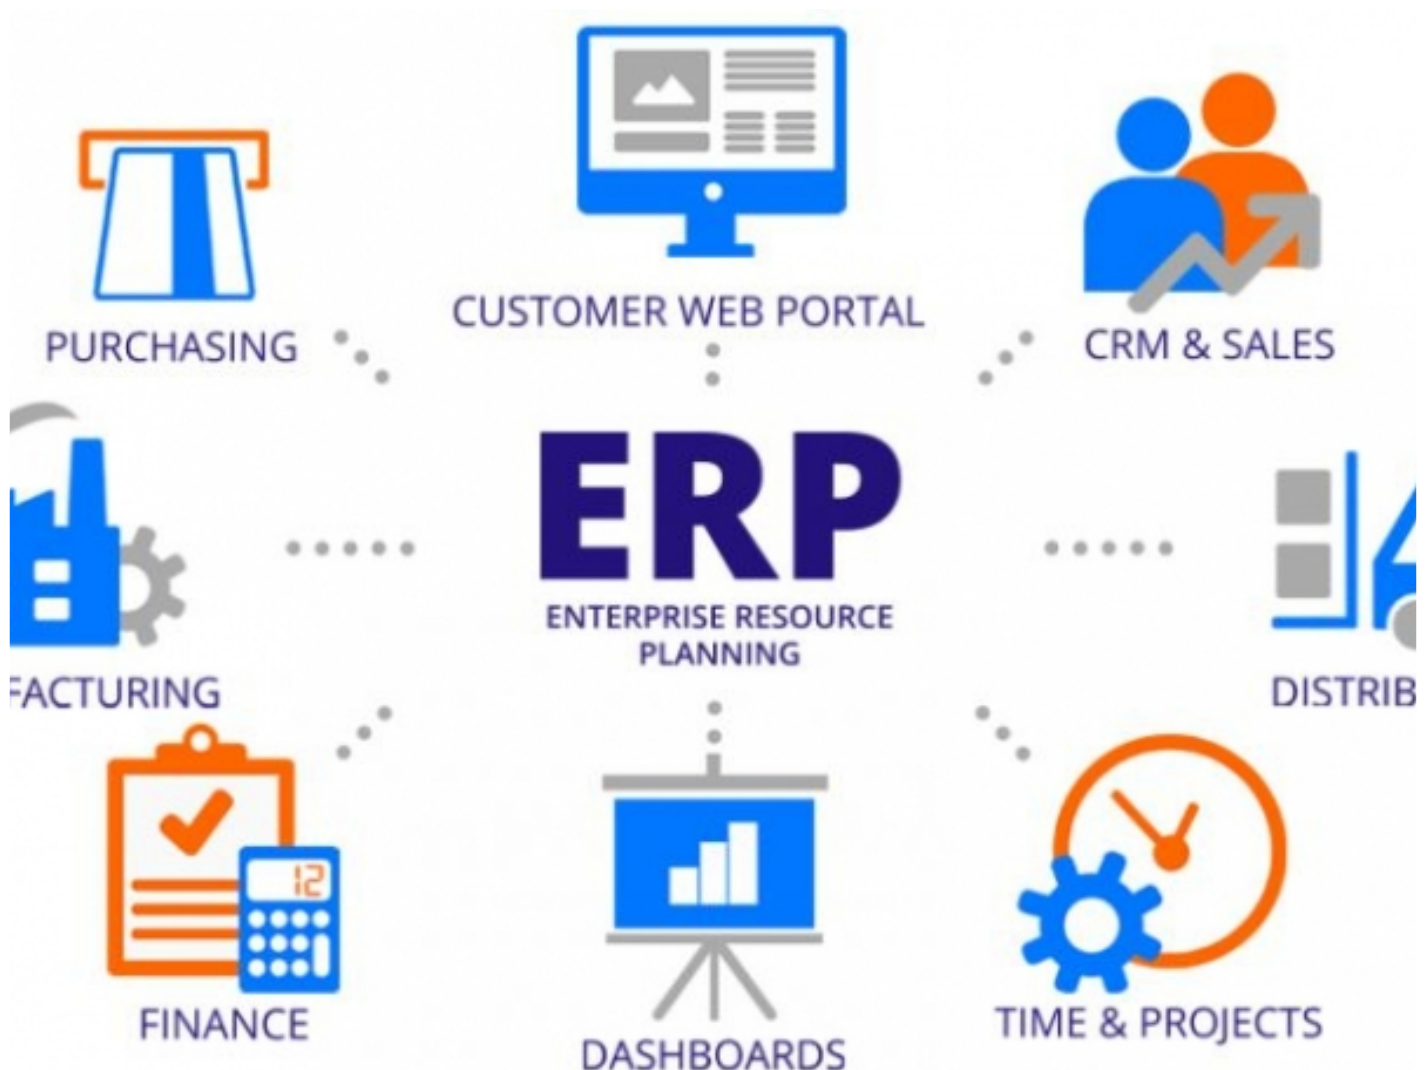 CUSTOMER WEB PORTAL
PURCHASING
CRM & SALES
ERP
ENTERPRISE RESOURCE
PLANNING
FACTURING
DISTRIB
12
FINANCE
TIME & PROJECTS
DASHBOARDS